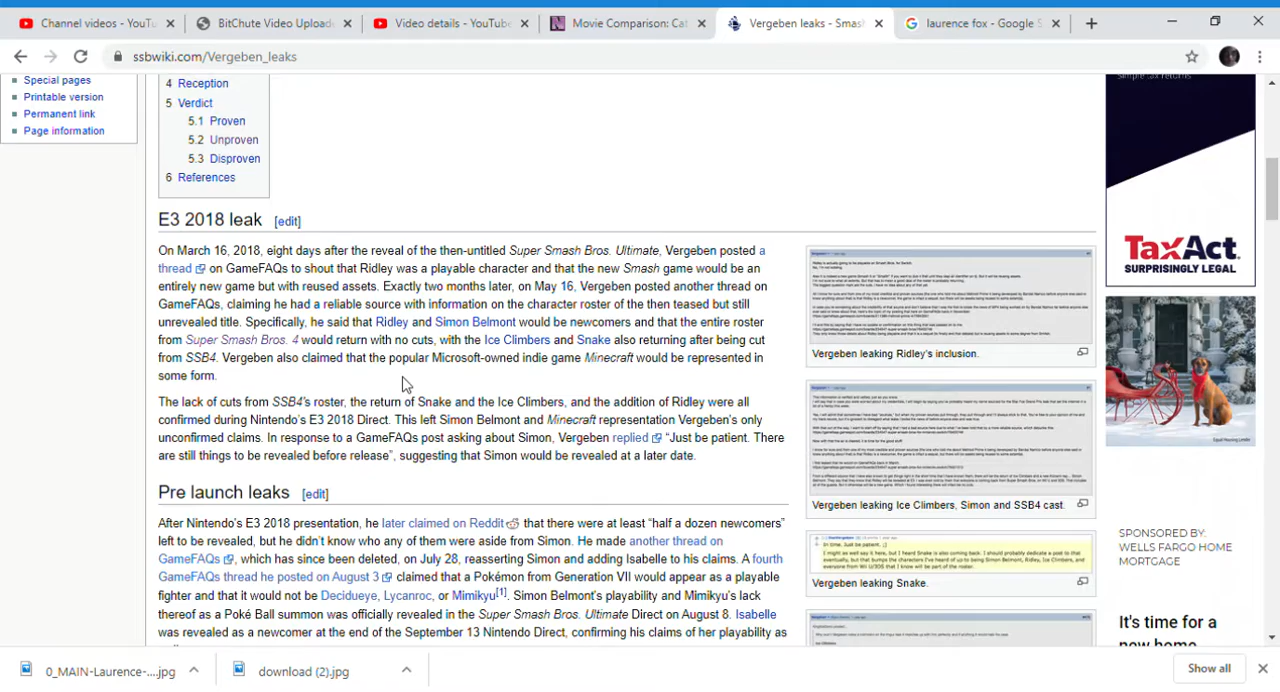 Channel videos - YouTu
BitChute Video Upload
Video details - YouTube
Movie Comparison: Cat
Vergeben leaks - Smas
laurence fox - Google S
ssbwiki.com/Vergeben_leaks
Special pages
Printable version
Permanent link
Page information
4 Reception
5 Verdict
5.1 Proven
5.2 Unproven
5.3 Disproven
6 References
Simple tax returns
TaxAct
SURPRISINGLY LEGAL
E3 2018 leak [edit]
On March 16, 2018, eight days after the reveal of the then-untitled Super Smash Bros. Ultimate, Vergeben posted a
thread on GameFAQs to shout that Ridley was a playable character and that the new Smash game would be an
entirely new game but with reused assets. Exactly two months later, on May 16, Vergeben posted another thread on
GameFAQs, claiming he had a reliable source with information on the character roster of the then teased but still
unrevealed title. Specifically, he said that Ridley and Simon Belmont would be newcomers and that the entire roster
from Super Smash Bros. 4 would return with no cuts, with the Ice Climbers and Snake also returning after being cut
from SSB4. Vergeben also claimed that the popular Microsoft-owned indie game Minecraft would be represented in
some form.
The lack of cuts from SSB4's roster, the return of Snake and the Ice Climbers, and the addition of Ridley were all
confirmed in Nintendo's E3 2018 Direct. This left Simon Belmont and Minecraft representation Vergeben's only
unconfirmed claims. In response to a GameFAQs post asking about Simon, Vergeben replied "Just be patient. There
are still things to be revealed before release", suggesting that Simon would be revealed at a later date.
Pre launch leaks [edit]
After Nintendo's E3 2018 presentation, he later claimed on Reddit that there were at least "half a dozen newcomers"
left to be revealed, but he didn't know who any of them were aside from Simon. He made another thread on
GameFAQs, which has since been deleted, on July 28, reasserting Simon and adding Isabelle to his claims. A fourth
GameFAQs thread he posted on August 3 claimed that a Pokémon from Generation VII would appear as a playable
fighter and that it would not be Decidueye, Lycanroc, or Mimikyu[1]. Simon Belmont's playability and Mimikyu's lack
thereof as a Poké Ball summon was officially revealed in the Super Smash Bros. Ultimate Direct on August 8. Isabelle
was revealed as a newcomer at the end of the September 13 Nintendo Direct, confirming his claims of her playability as
Vergeben leaking Ridley's inclusion.
Vergeben leaking Ice Climbers, Simon and SSB4 cast.
In time, Just be patient. ;)
Vergeben leaking Snake.
Equal Housing Lender
SPONSORED BY:
WELLS FARGO HOME
MORTGAGE
It's time for a
new home
0_MAIN-Laurence-....jpg
download (2).jpg
Show all